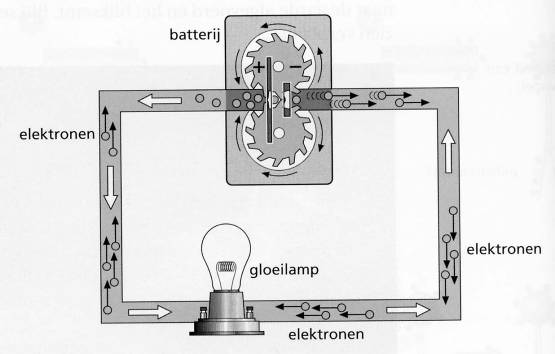 batterij
+ −
elektronen
elektronen
gloeilamp
elektronen